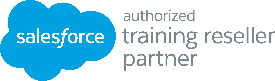 salesforce
authorized
training reseller
partner